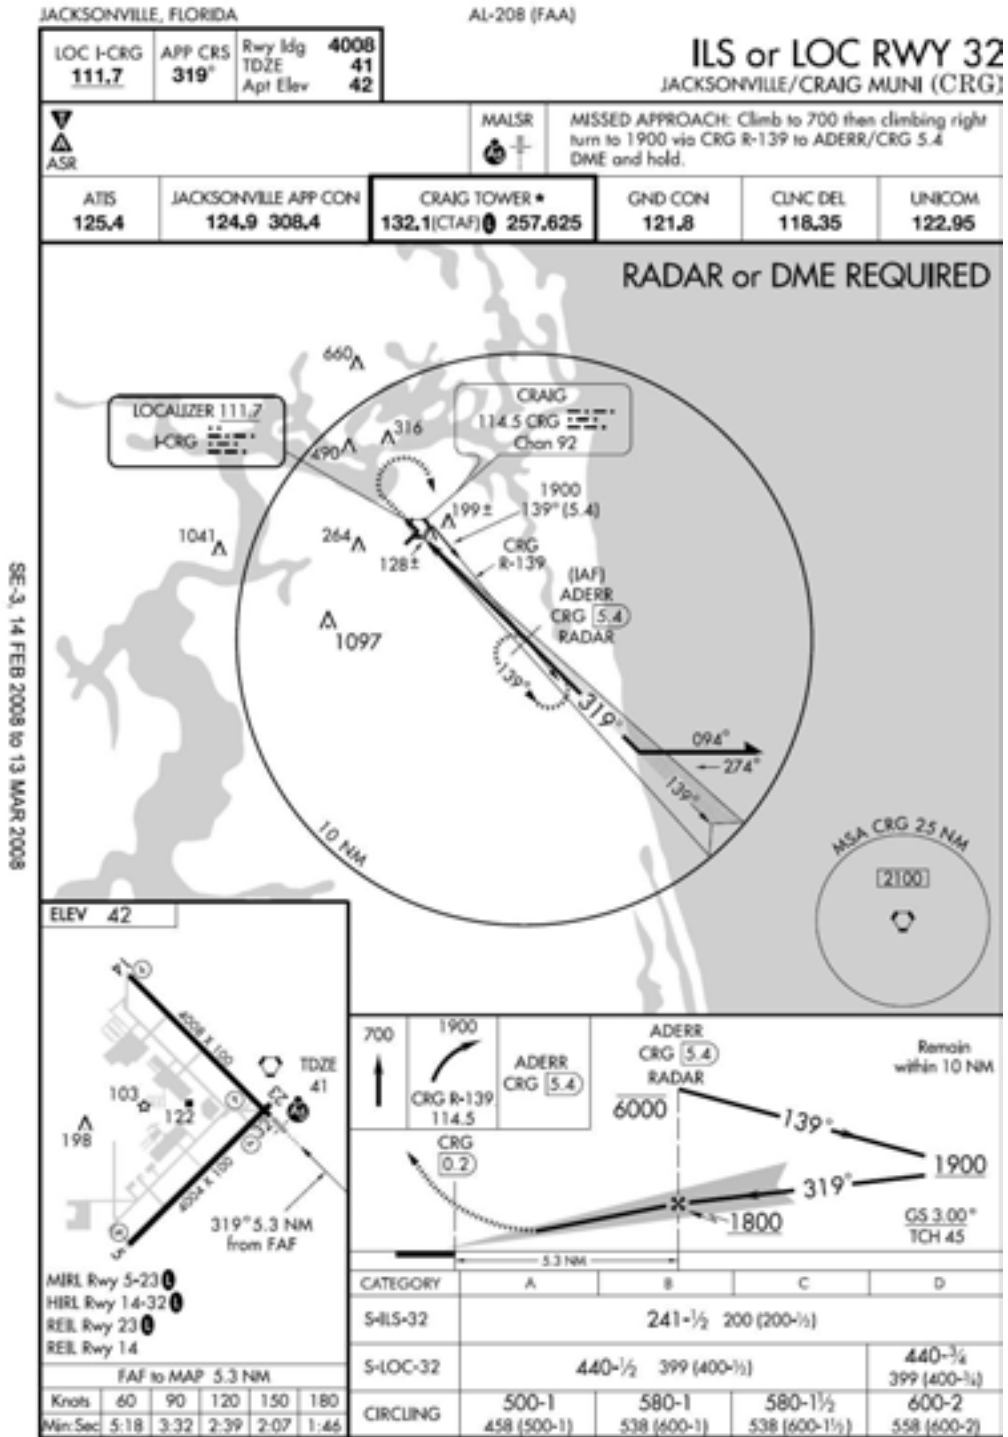 JACKSONVILLE, FLORIDA
AL-208 (FAA)
LOC I-CRG
111.7
APP CRS
319°
Rwy ldg 4008
TDZE 41
Apt Elev 42
ILS or LOC RWY 32
JACKSONVILLE/CRAIG MUNI (CRG)
T
A
ASR
MALSR
MISSED APPROACH: Climb to 700 then climbing right
turn to 1900 via CRG R-139 to ADERR/CRG 5.4
DME and hold.
ATIS
125.4
JACKSONVILLE APP CON
124.9 308.4
CRAIG TOWER ★
132.1(CTAF) L 257.625
GND CON
121.8
CLNC DEL
118.35
UNICOM
122.95
RADAR or DME REQUIRED
660
LOCALIZER 111.7
I-CRG
CRAIG
114.5 CRG
Chan 92
490
316
1900
139° (5.4)
199±
1041
264
128±
CRG
R-139
(IAF)
ADERR
CRG 5.4
RADAR
1097
139°
319°
094°
274°
139°
10 NM
MSA CRG 25 NM
2100
SE-3, 14 FEB 2008 to 13 MAR 2008
ELEV 42
4008 X 100
TDZE
41
103
122
198
4004 X 100
5
319° 5.3 NM
from FAF
MIRL Rwy 5-23 L
HIRL Rwy 14-32 L
REIL Rwy 23 L
REIL Rwy 14
FAF to MAP 5.3 NM
Knots 60 90 120 150 180
Min:Sec 5:18 3:32 2:39 2:07 1:46
700
1900
CRG R-139
114.5
ADERR
CRG 5.4
ADERR
CRG 5.4
RADAR
Remain
within 10 NM
6000
139°
1900
CRG
0.2
319°
1800
GS 3.00°
TCH 45
5.3 NM
CATEGORY A B C D
S-ILS-32 241-½ 200 (200-½)
S-LOC-32 440-½ 399 (400-½) 440-¾ 399 (400-¾)
CIRCLING 500-1 458 (500-1) 580-1 538 (600-1) 580-1½ 538 (600-1½) 600-2 558 (600-2)